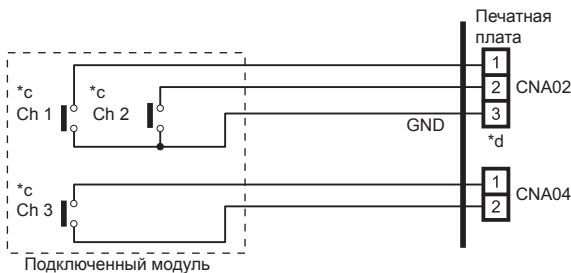 Печатная
плата
1
*c
*c
2
CNA02
Ch 1
Ch 2
3
GND
*d
1
*c
CNA04
Ch 3
2
Подключенный модуль